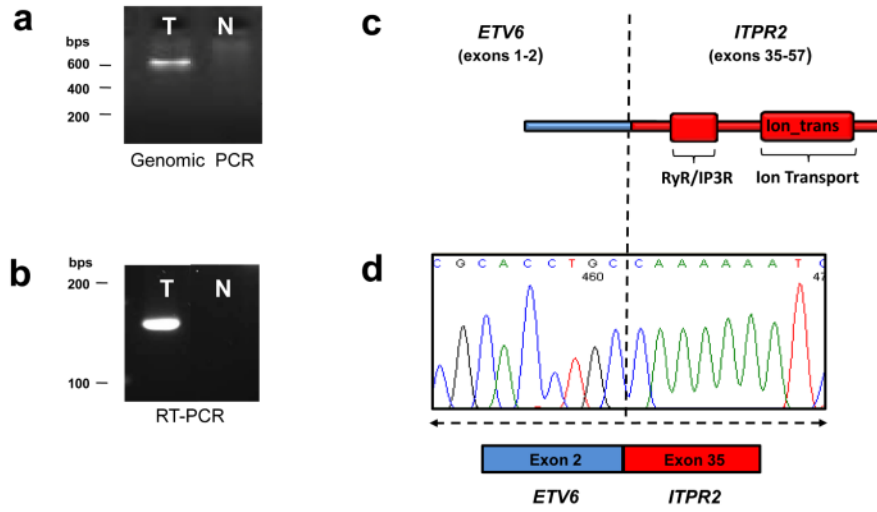 a
bps
T N
600
400
200
Genomic PCR
b
bps
200
T N
100
RT-PCR
c
ETV6
(exons 1-2)
ITPR2
(exons 35-57)
Ion_trans
RyR/IP3R
Ion Transport
d
C G C A C C T G C C A A A A A A T C
460 47
Exon 2 Exon 35
ETV6 ITPR2